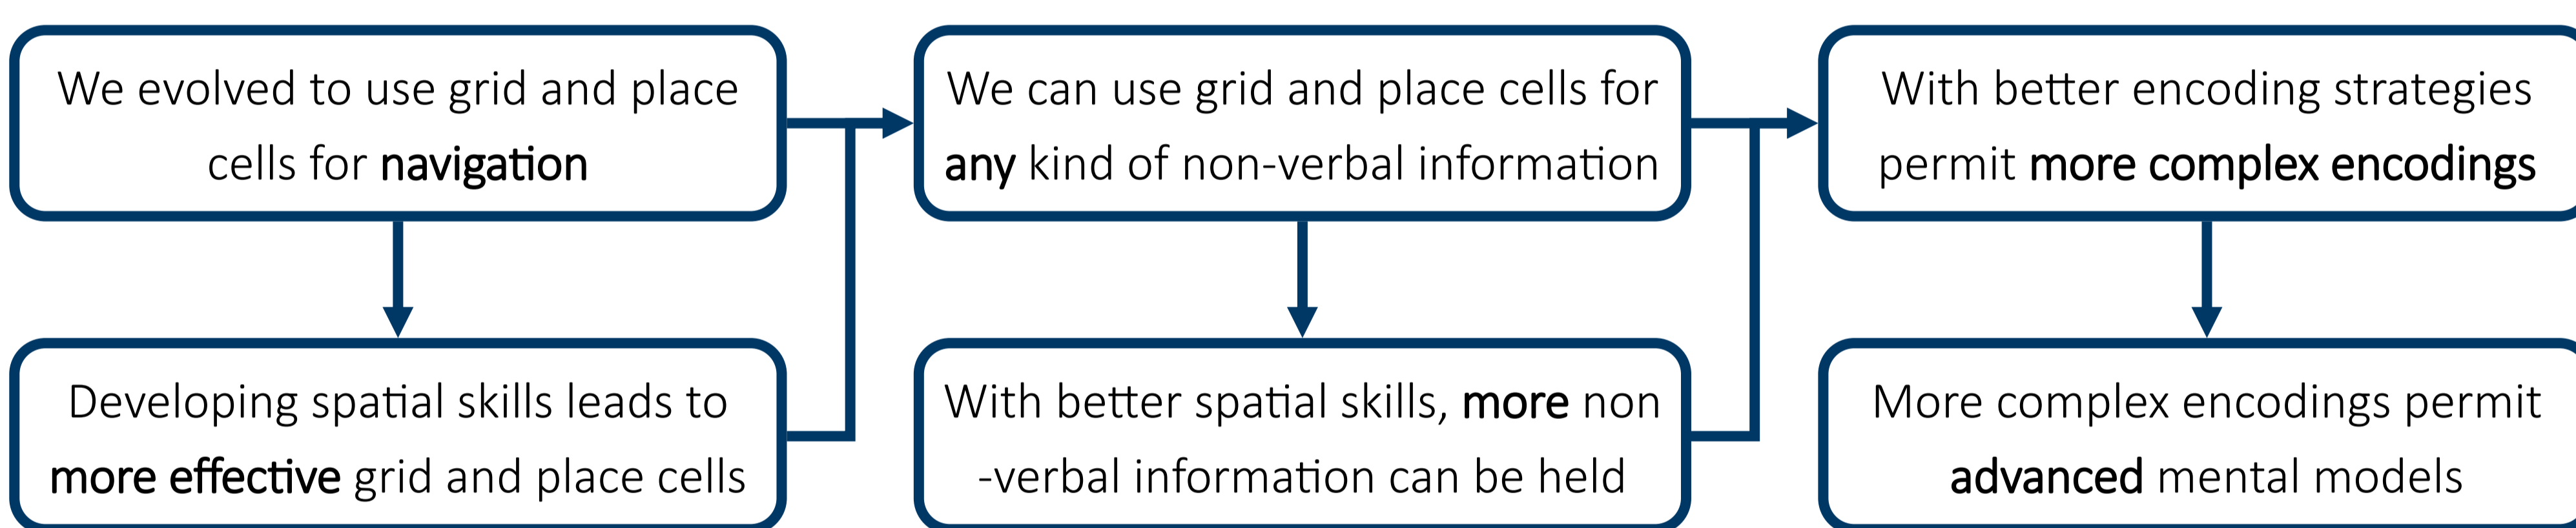 We evolved to use grid and place
cells for navigation
Developing spatial skills leads to
more effective grid and place cells
We can use grid and place cells for
any kind of non-verbal information
With better spatial skills, more non
-verbal information can be held
With better encoding strategies
permit more complex encodings
More complex encodings permit
advanced mental models